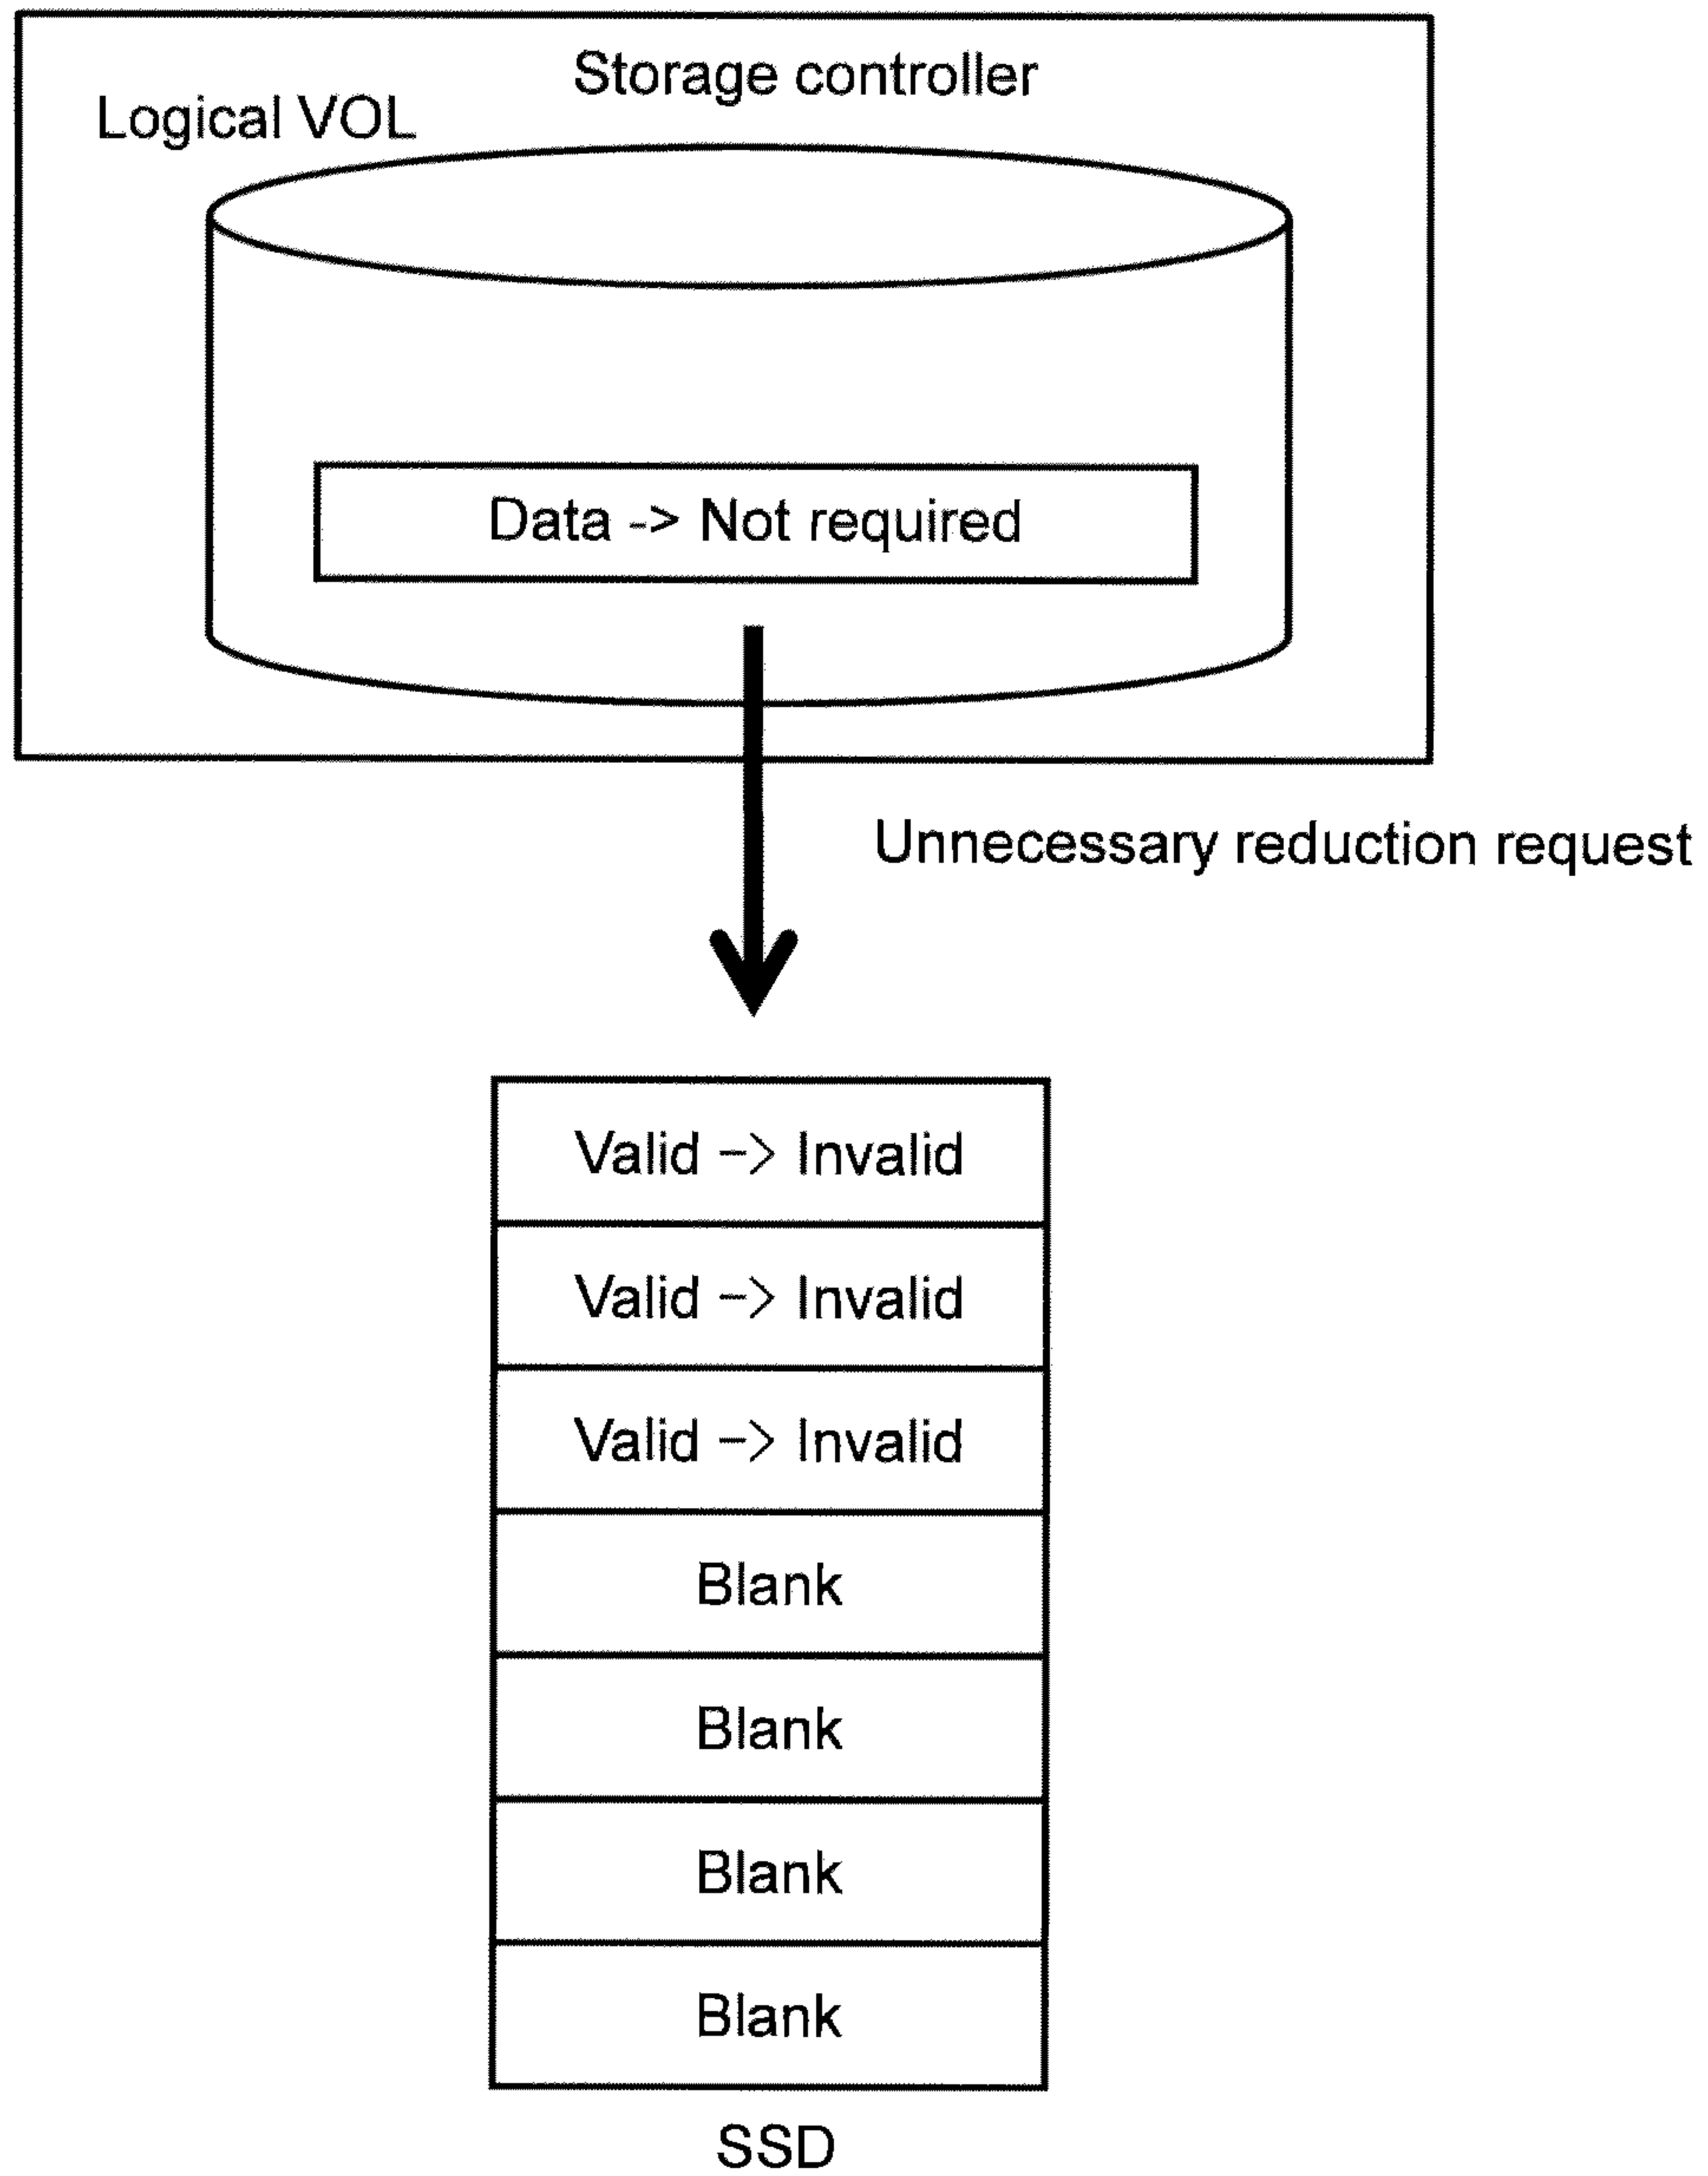 Storage controller
Logical VOL
Data -> Not required
Unnecessary reduction request
Valid -> Invalid
Valid -> Invalid
Valid -> Invalid
Blank
Blank
Blank
Blank
SSD